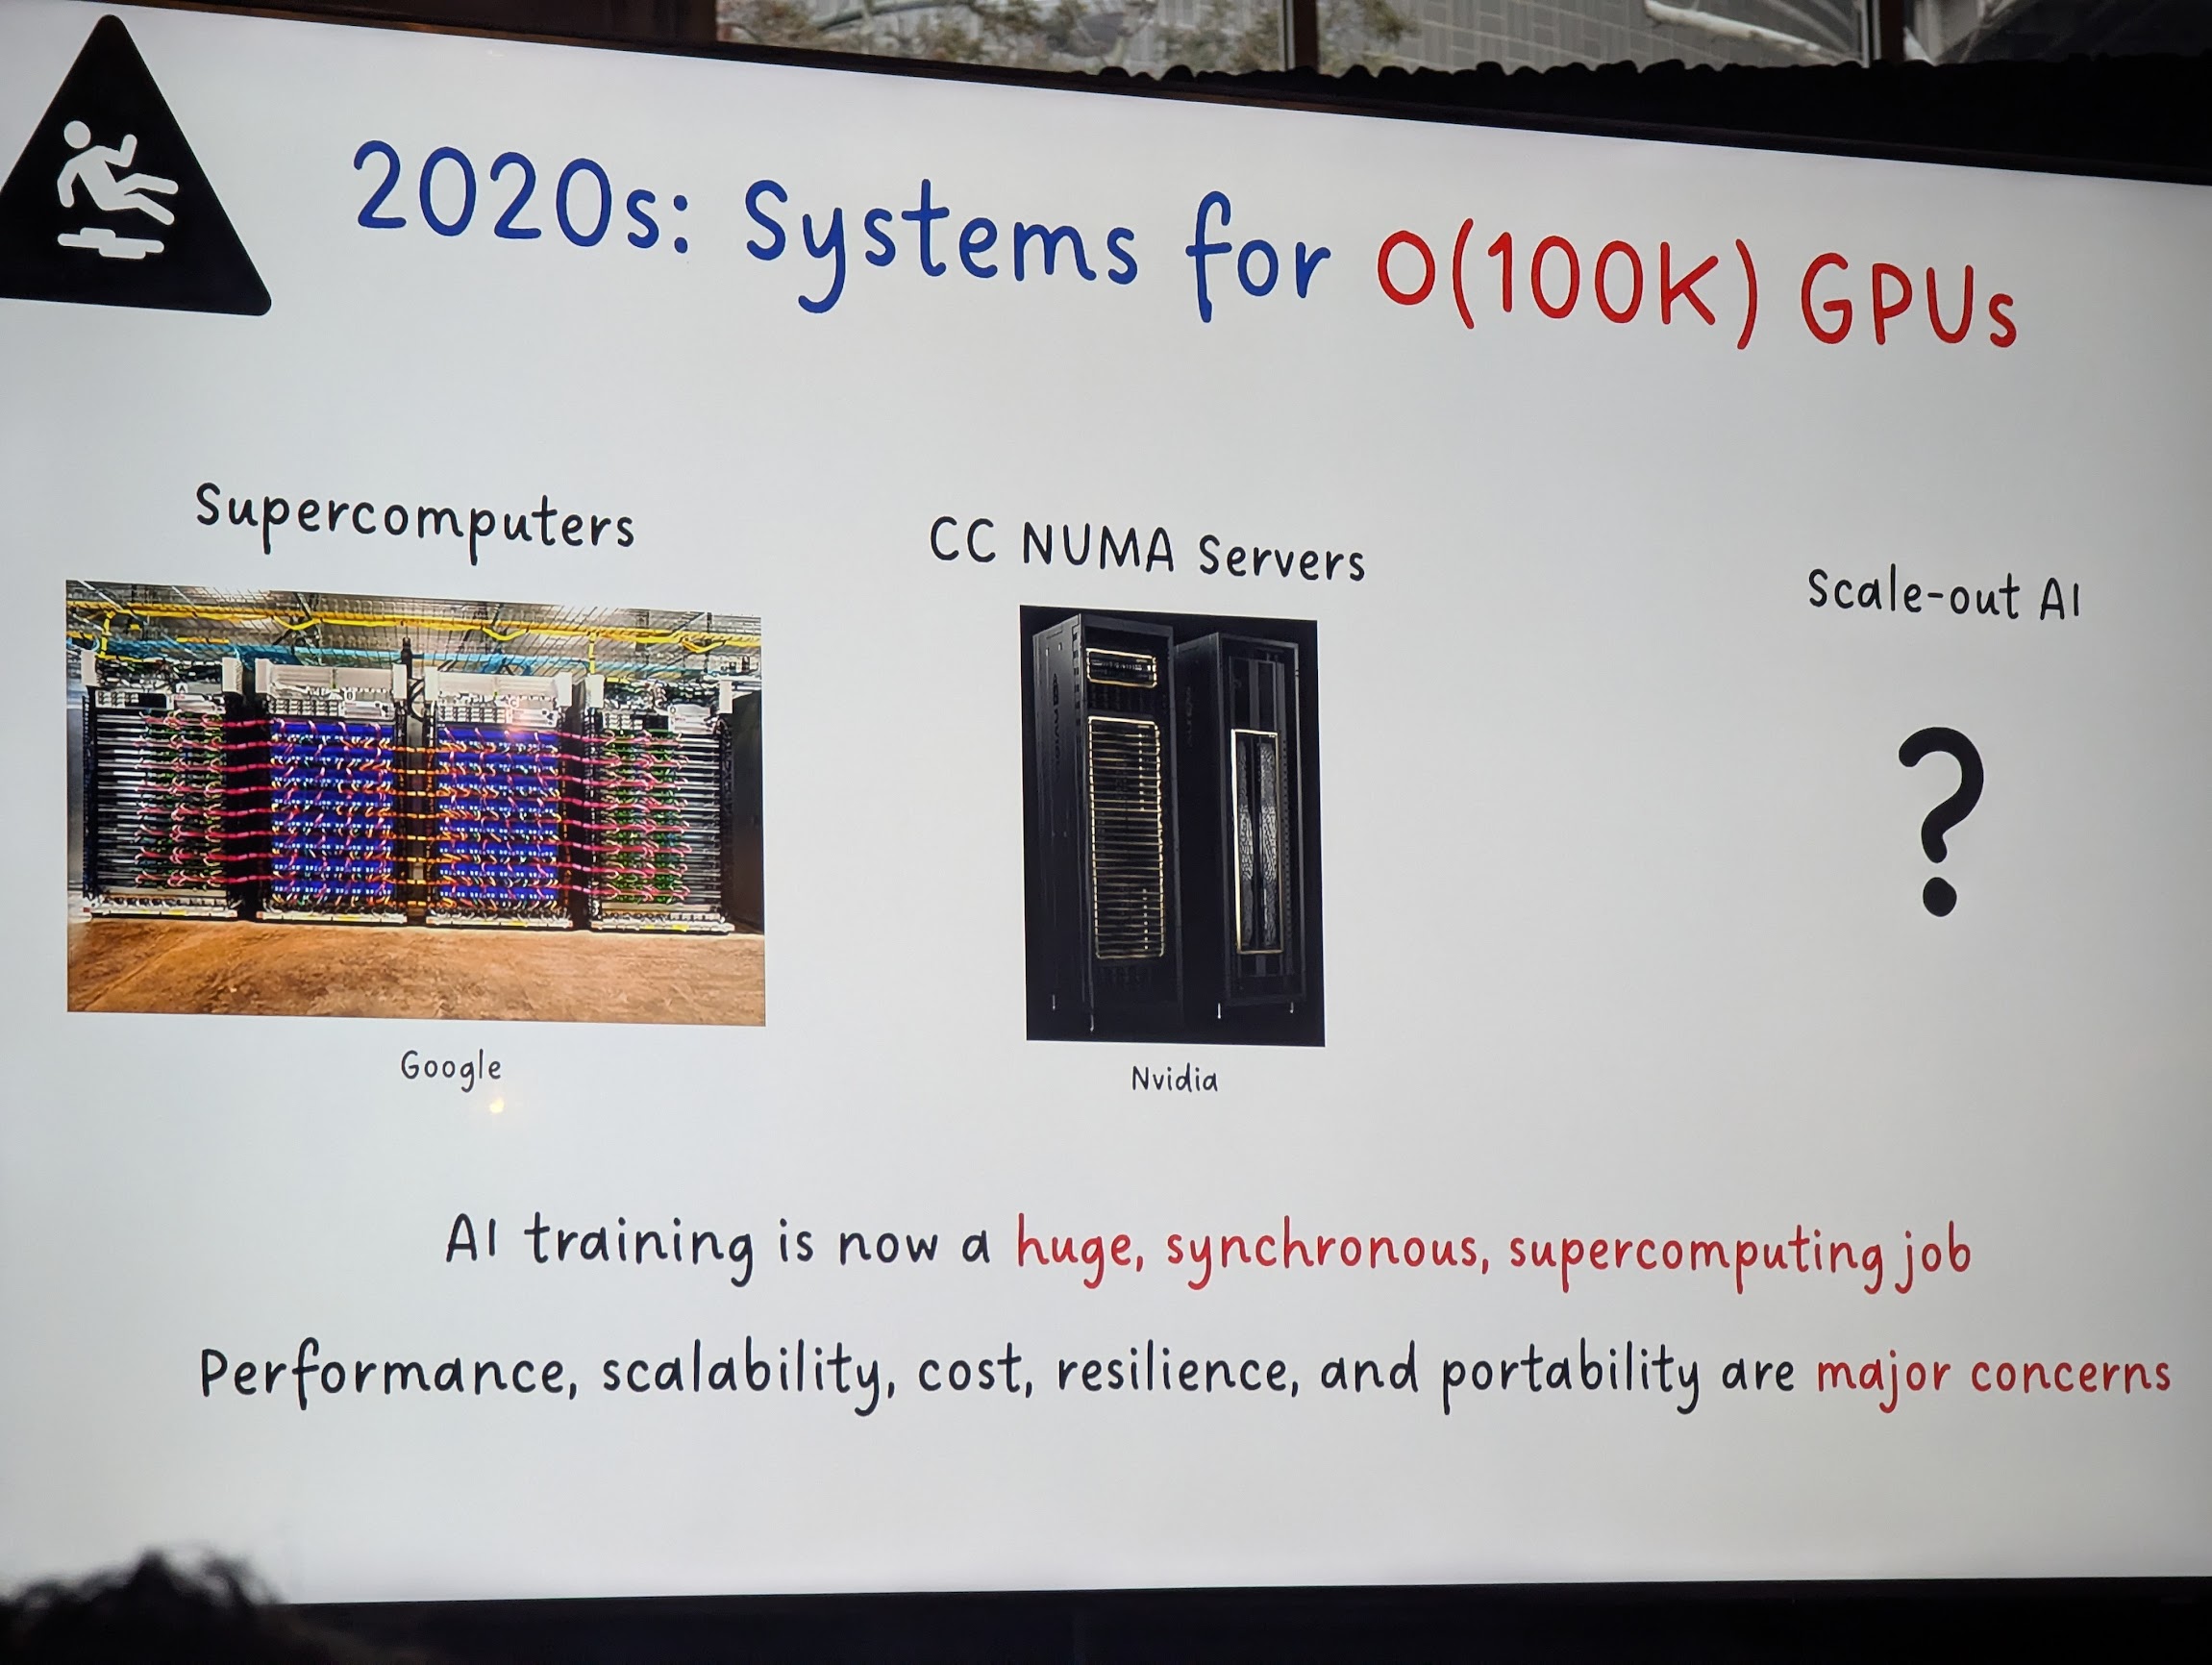 2020s: Systems for O(100K) GPUs
Supercomputers
CC NUMA Servers
Scale-out AI
?
Google
Nvidia
AI training is now a huge, synchronous, supercomputing job
Performance, scalability, cost, resilience, and portability are major concerns